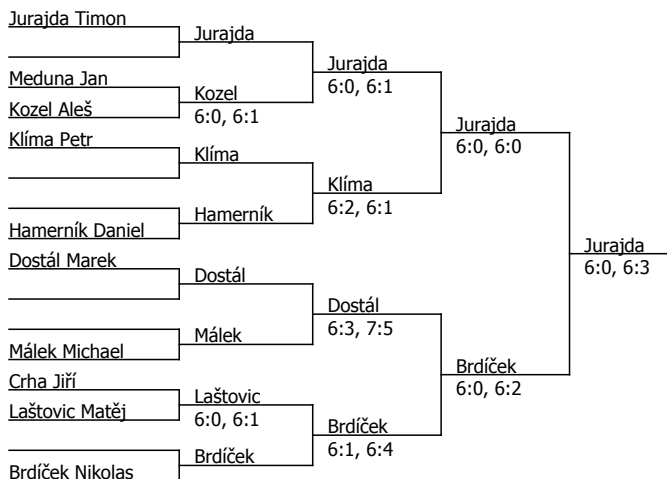 Jurajda Timon
Jurajda
Jurajda
6:0, 6:1
Meduna Jan
Kozel
6:0, 6:1
Kozel Aleš
Jurajda
6:0, 6:0
Klíma Petr
Klíma
Klíma
6:2, 6:1
Hamerník
Hamerník Daniel
Jurajda
6:0, 6:3
Dostál Marek
Dostál
Dostál
6:3, 7:5
Málek
Málek Michael
Brdíček
6:0, 6:2
Crha Jiří
Laštovic
6:0, 6:1
Laštovic Matěj
Brdíček
6:1, 6:4
Brdíček
Brdíček Nikolas